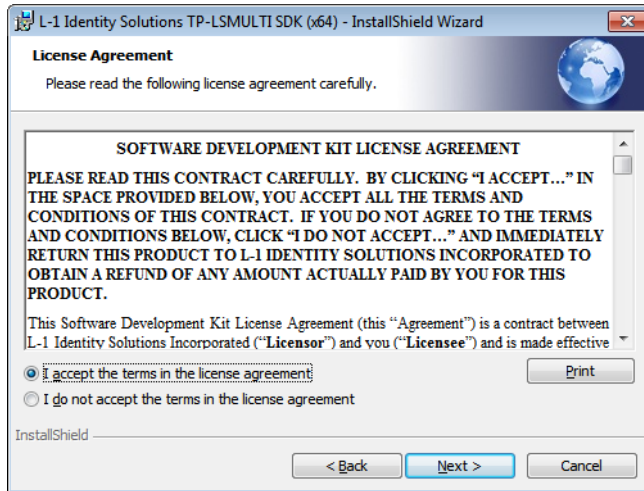 L-1 Identity Solutions TP-LSMULTI SDK (x64) - InstallShield Wizard
License Agreement
Please read the following license agreement carefully.
SOFTWARE DEVELOPMENT KIT LICENSE AGREEMENT
PLEASE READ THIS CONTRACT CAREFULLY.  BY CLICKING “I ACCEPT…” IN
THE SPACE PROVIDED BELOW, YOU ACCEPT ALL THE TERMS AND
CONDITIONS OF THIS CONTRACT.  IF YOU DO NOT AGREE TO THE TERMS
AND CONDITIONS BELOW, CLICK “I DO NOT ACCEPT…” AND IMMEDIATELY
RETURN THIS PRODUCT TO L-1 IDENTITY SOLUTIONS INCORPORATED TO
OBTAIN A REFUND OF ANY AMOUNT ACTUALLY PAID BY YOU FOR THIS
PRODUCT.
This Software Development Kit License Agreement (this “Agreement”) is a contract between
L-1 Identity Solutions Incorporated (“Licensor”) and you (“Licensee”) and is made effective
I accept the terms in the license agreement
Print
I do not accept the terms in the license agreement
InstallShield
< Back
Next >
Cancel